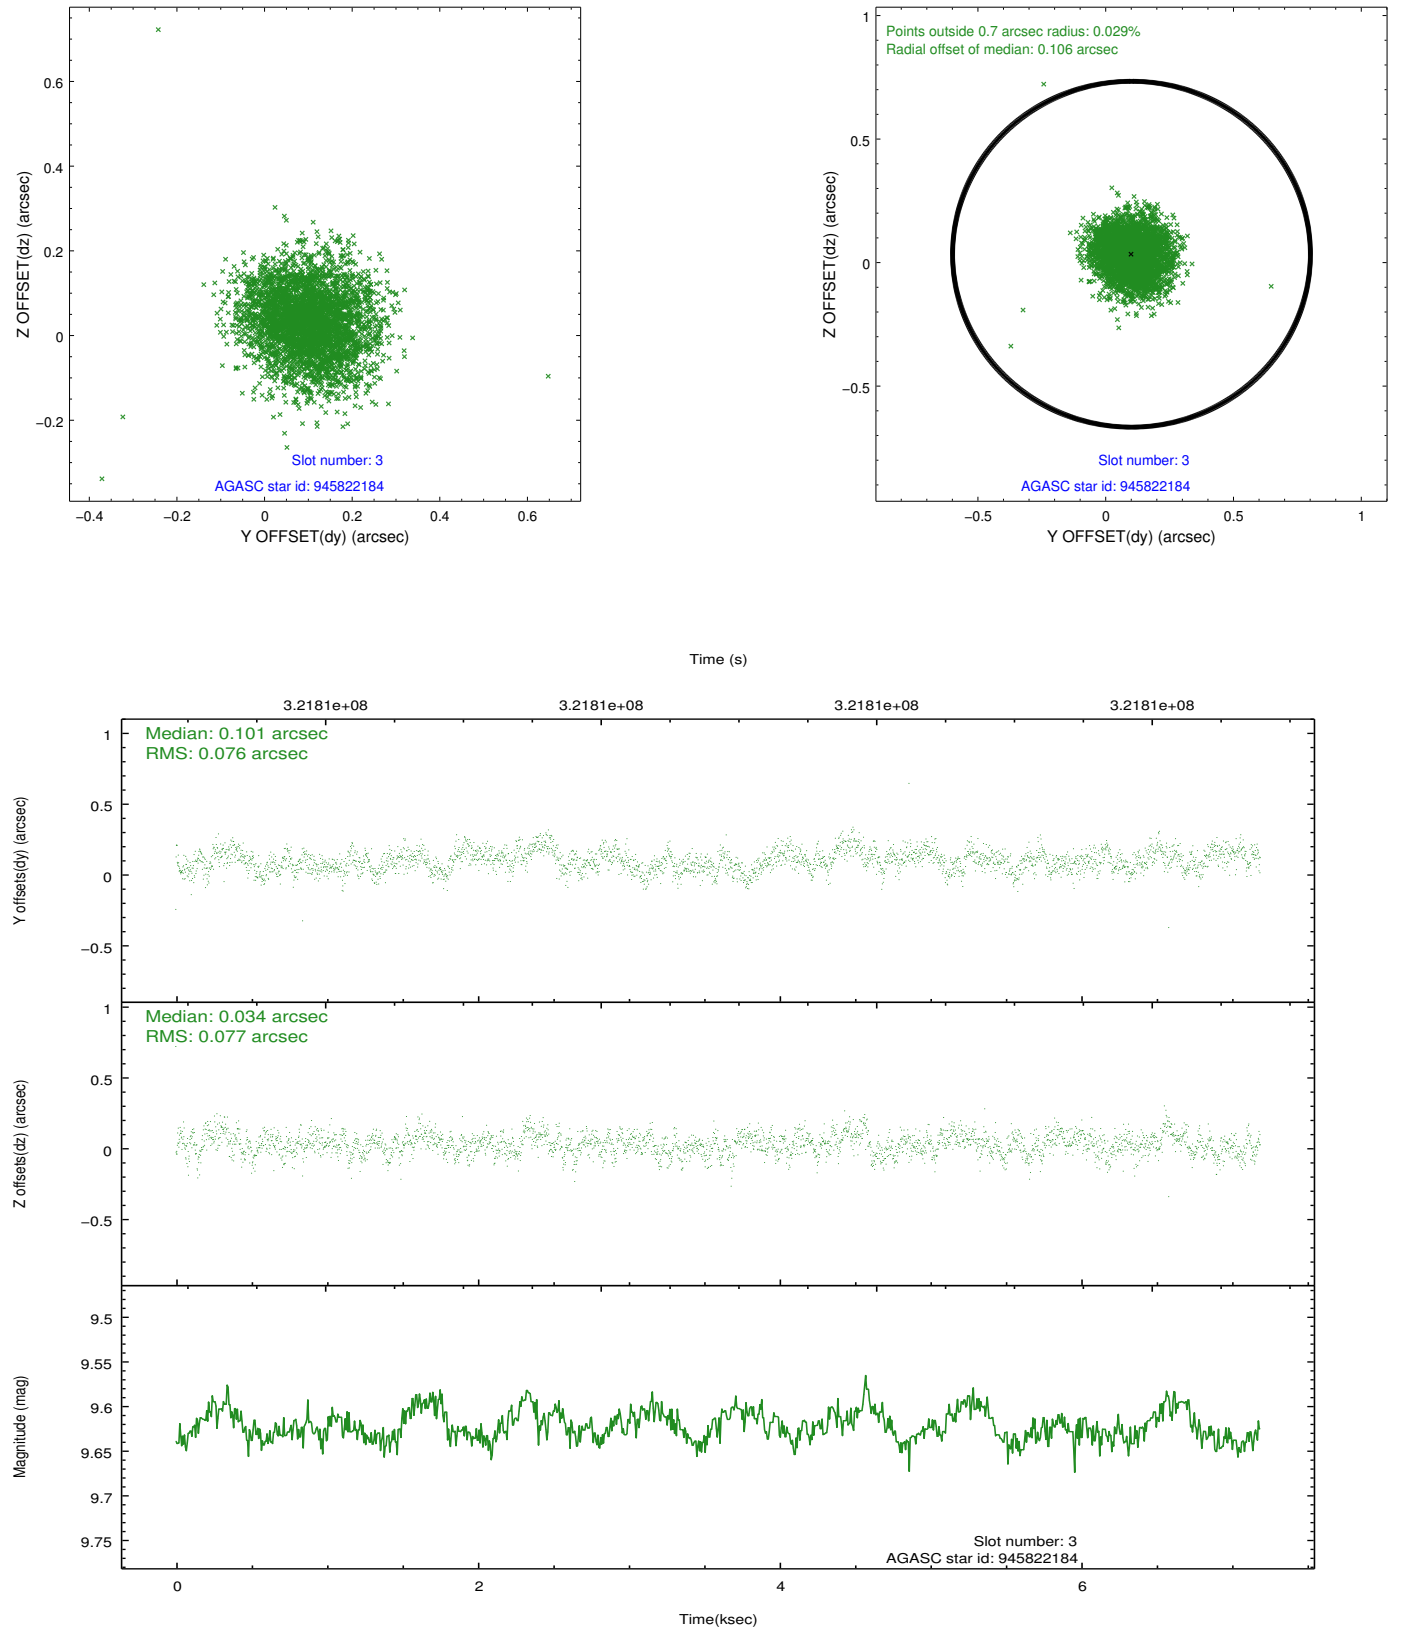 0.6
0.4
0.2
0
−0.2
Z OFFSET(dz) (arcsec)
Slot number: 3
AGASC star id: 945822184
−0.4 −0.2 0 0.2 0.4 0.6
Y OFFSET(dy) (arcsec)
Points outside 0.7 arcsec radius: 0.029%
Radial offset of median: 0.106 arcsec
1
0.5
0
−0.5
Z OFFSET(dz) (arcsec)
Slot number: 3
AGASC star id: 945822184
−0.5 0 0.5 1
Y OFFSET(dy) (arcsec)
Time (s)
3.2181e+08 3.2181e+08 3.2181e+08 3.2181e+08
Median: 0.101 arcsec
RMS: 0.076 arcsec
1
0.5
0
−0.5
Y offsets(dy) (arcsec)
Median: 0.034 arcsec
RMS: 0.077 arcsec
1
0.5
0
−0.5
Z offsets(dz) (arcsec)
9.5
9.55
9.6
9.65
9.7
9.75
Magnitude (mag)
Slot number: 3
AGASC star id: 945822184
0 2 4 6
Time(ksec)